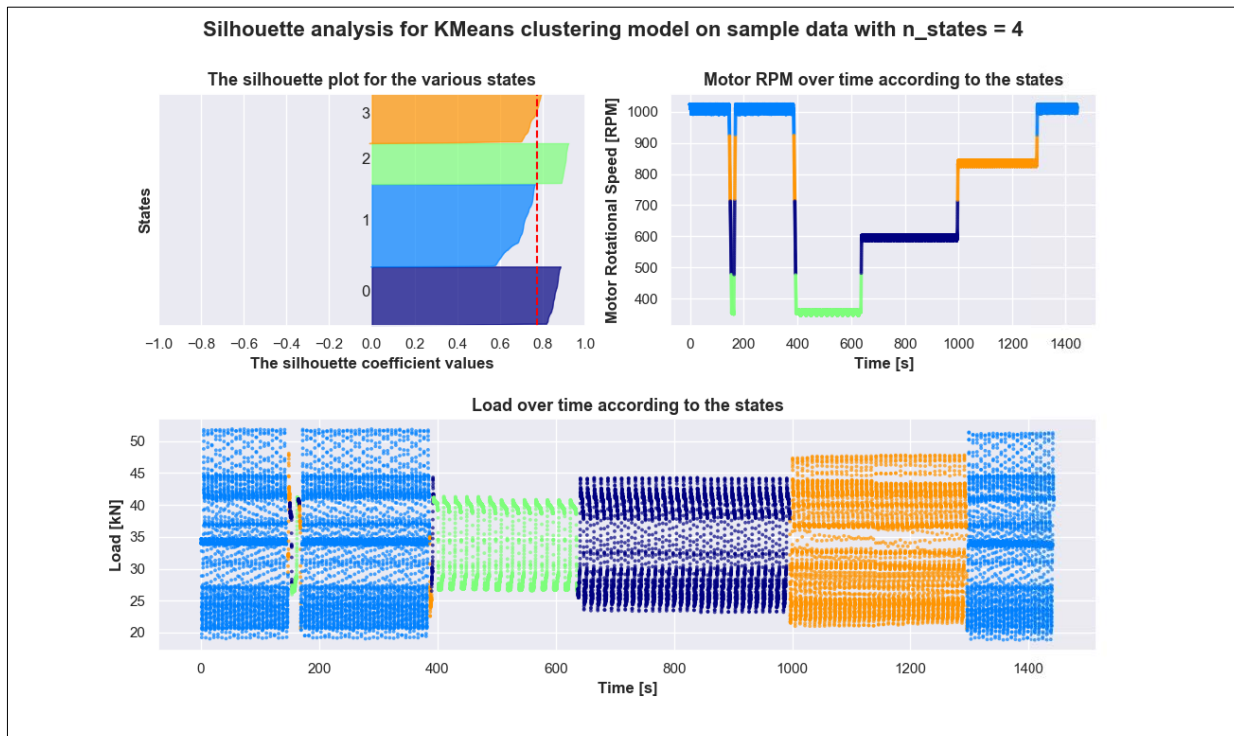 Silhouette analysis for KMeans clustering model on sample data with n_states = 4
The silhouette plot for the various states
States
3
2
1
0
−1.0 −0.8 −0.6 −0.4 −0.2 0.0 0.2 0.4 0.6 0.8 1.0
The silhouette coefficient values
Motor RPM over time according to the states
Motor Rotational Speed [RPM]
1000
900
800
700
600
500
400
0 200 400 600 800 1000 1200 1400
Time [s]
Load over time according to the states
Load [kN]
50
45
40
35
30
25
20
0 200 400 600 800 1000 1200 1400
Time [s]